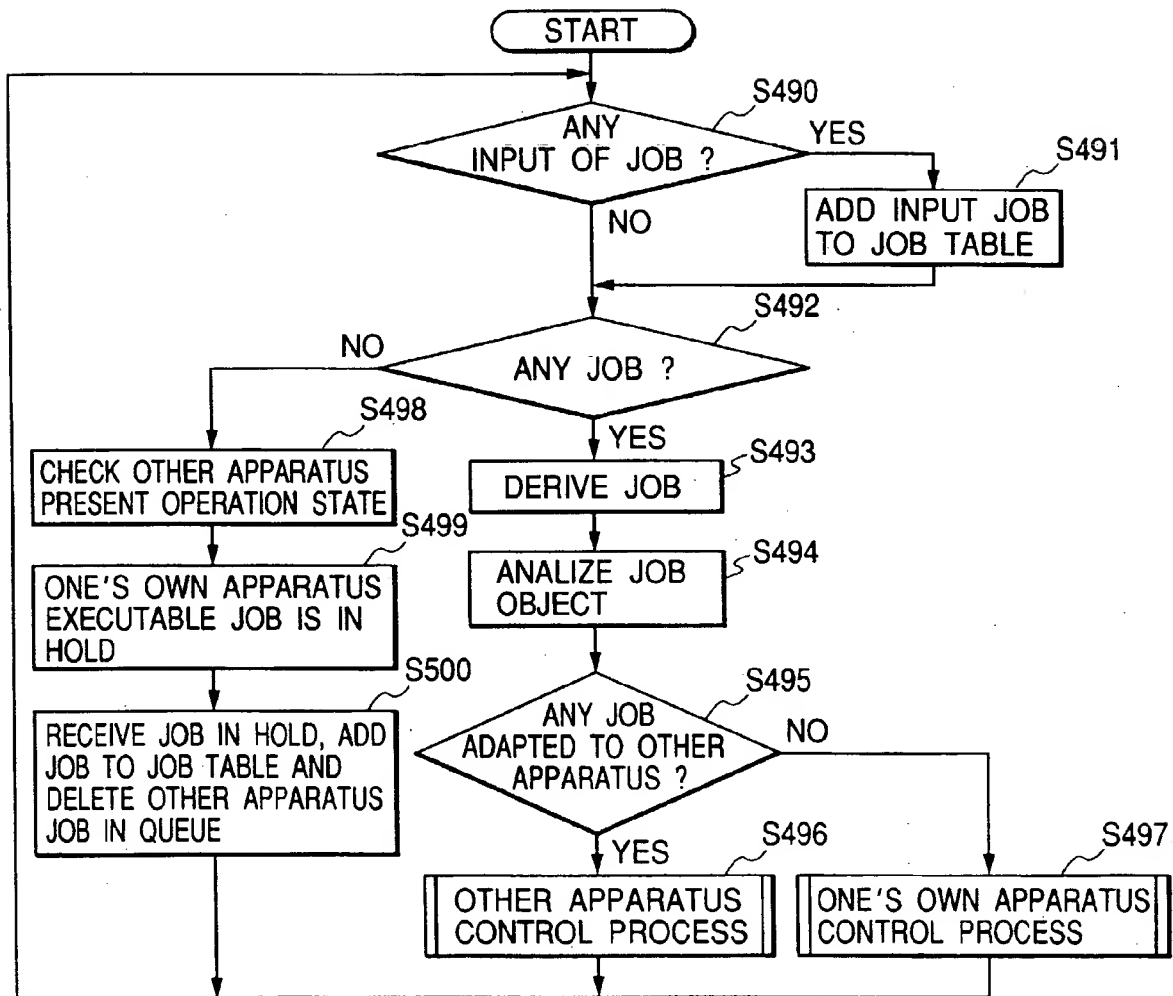 START
S490
ANY
INPUT OF JOB ?
YES
S491
ADD INPUT JOB
TO JOB TABLE
NO
S492
ANY JOB ?
NO
YES
S498
CHECK OTHER APPARATUS
PRESENT OPERATION STATE
S493
DERIVE JOB
S499
ONE'S OWN APPARATUS
EXECUTABLE JOB IS IN
HOLD
S494
ANALIZE JOB
OBJECT
S500
RECEIVE JOB IN HOLD, ADD
JOB TO JOB TABLE AND
DELETE OTHER APPARATUS
JOB IN QUEUE
S495
ANY JOB
ADAPTED TO OTHER
APPARATUS ?
NO
YES
S496
OTHER APPARATUS
CONTROL PROCESS
S497
ONE'S OWN APPARATUS
CONTROL PROCESS